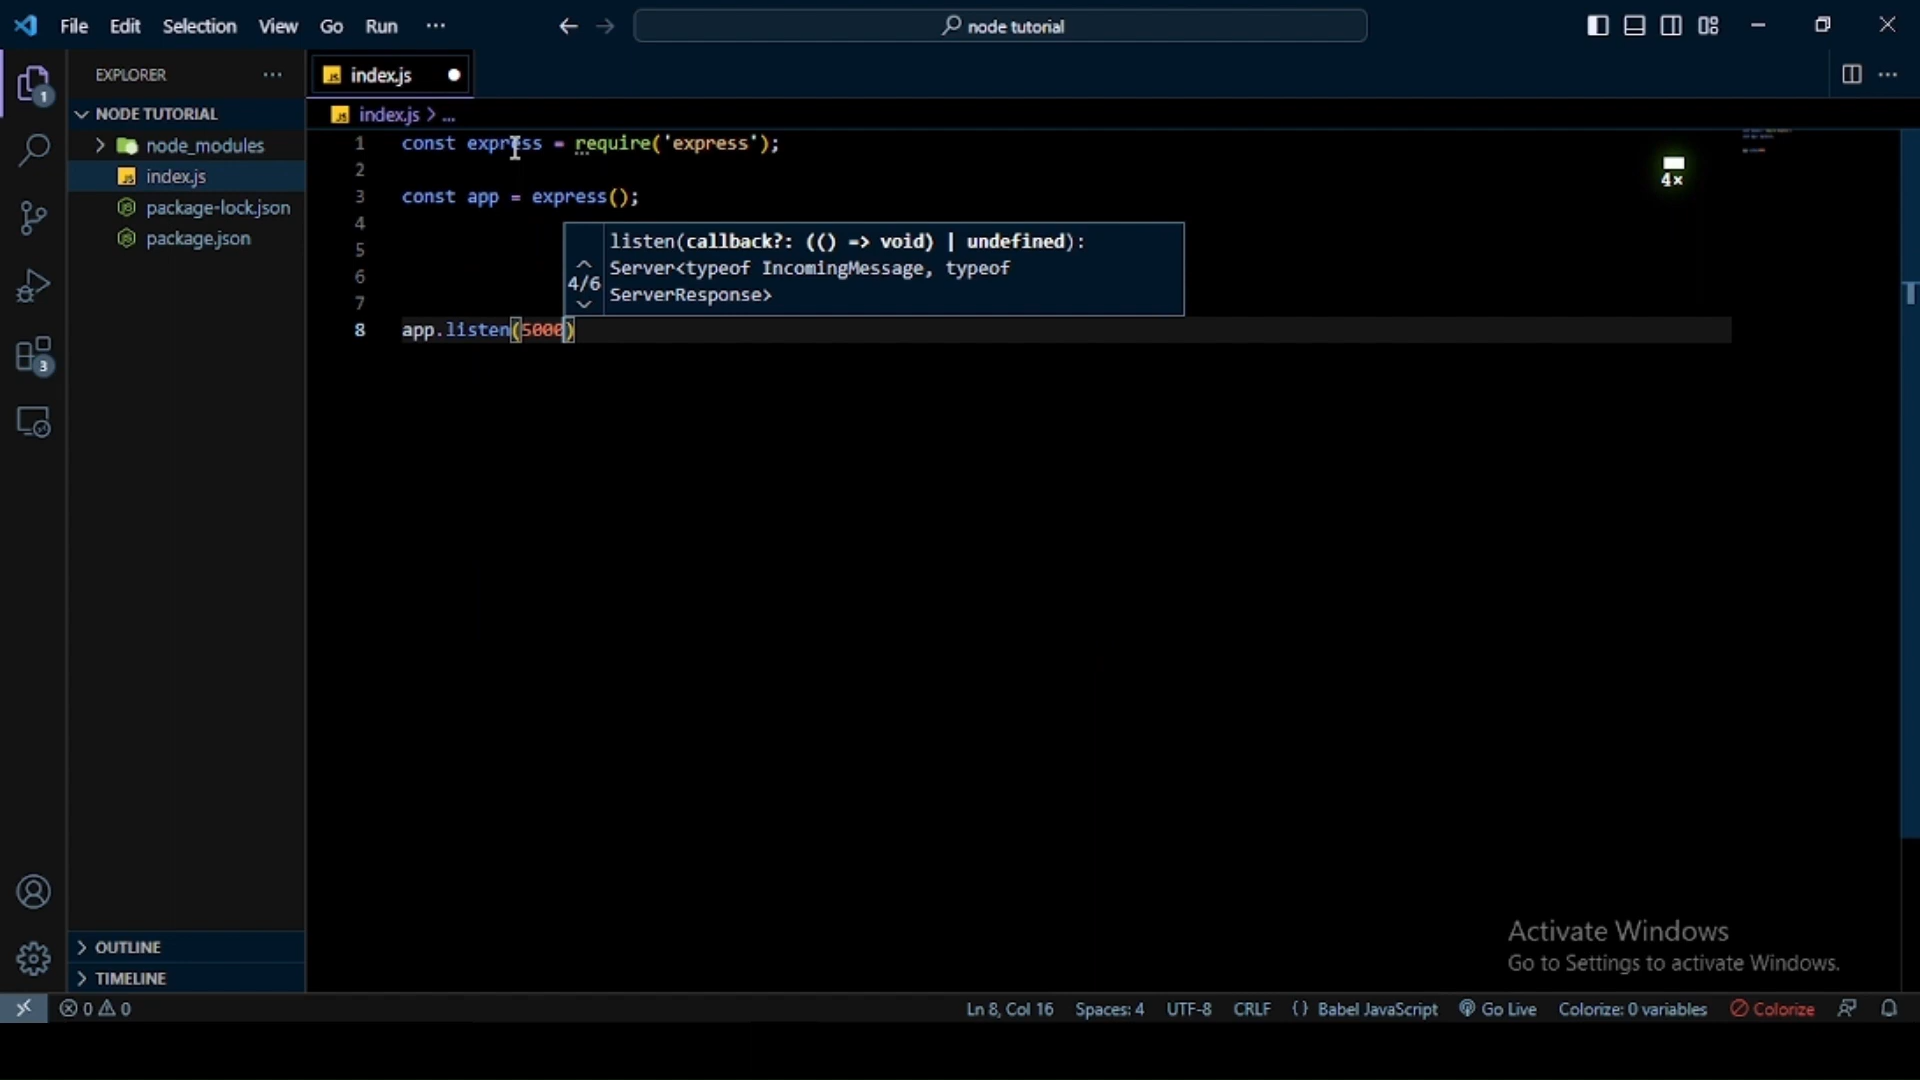 File Edit Selection View Go Run ···
node tutorial
EXPLORER ···
index.js
NODE TUTORIAL
index.js > ...
node_modules
index.js
package-lock.json
package.json
1
3
1 const express = require('express');
2
3 const app = express();
4
5
6
7
8 app.listen(5000)
listen(callback?: (() => void) | undefined):
4/6
Server<typeof IncomingMessage, typeof
ServerResponse>
4×
Activate Windows
Go to Settings to activate Windows.
OUTLINE
TIMELINE
0 0 Ln 8, Col 16 Spaces: 4 UTF-8 CRLF {} Babel JavaScript Go Live Colorize: 0 variables Colorize